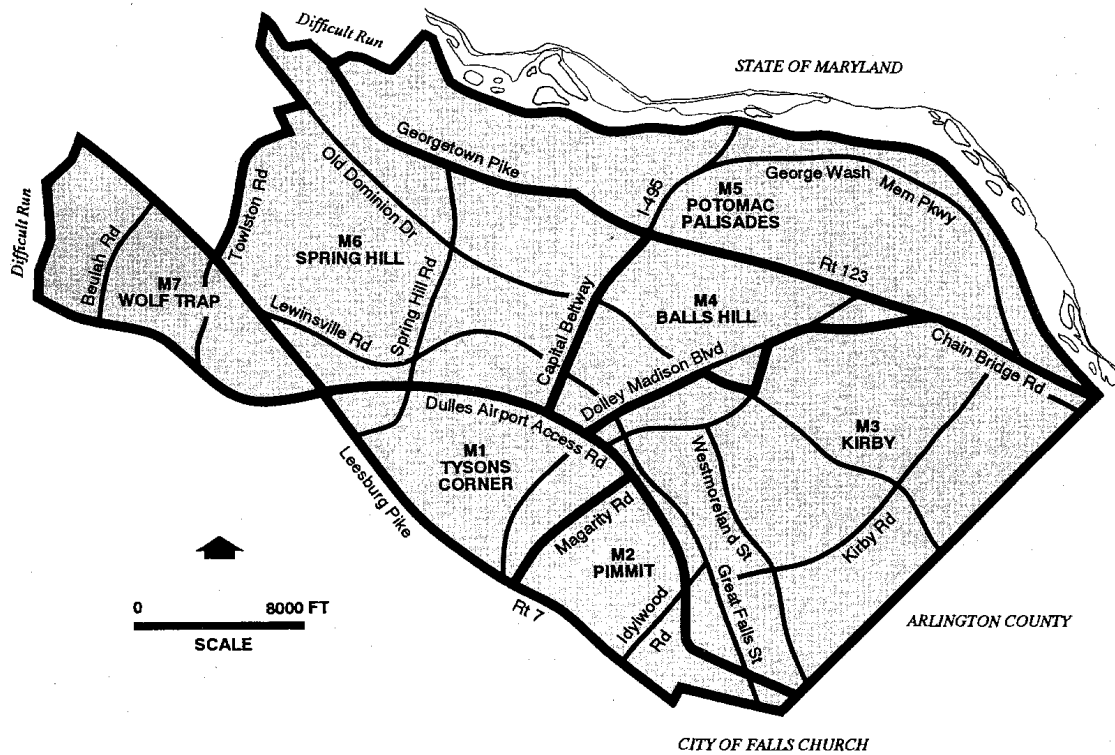 Difficult Run
STATE OF MARYLAND
Georgetown Pike
Old Dominion Dr
I-495
George Wash
Mem Pkwy
M5
POTOMAC
PALISADES
Towlston Rd
Difficult Run
Beulah Rd
M6
SPRING HILL
M7
WOLF TRAP
Spring Hill Rd
Rt 123
Lewinsville Rd
M4
BALLS HILL
Capital Beltway
Dolley Madison Blvd
Chain Bridge Rd
Dulles Airport Access Rd
M3
KIRBY
M1
TYSONS
CORNER
Leesburg Pike
Westmoreland St
Magarity Rd
Kirby Rd
M2
PIMMIT
Great Falls St
Rt 7
Idylwood
Rd
0 8000 FT
SCALE
ARLINGTON COUNTY
CITY OF FALLS CHURCH